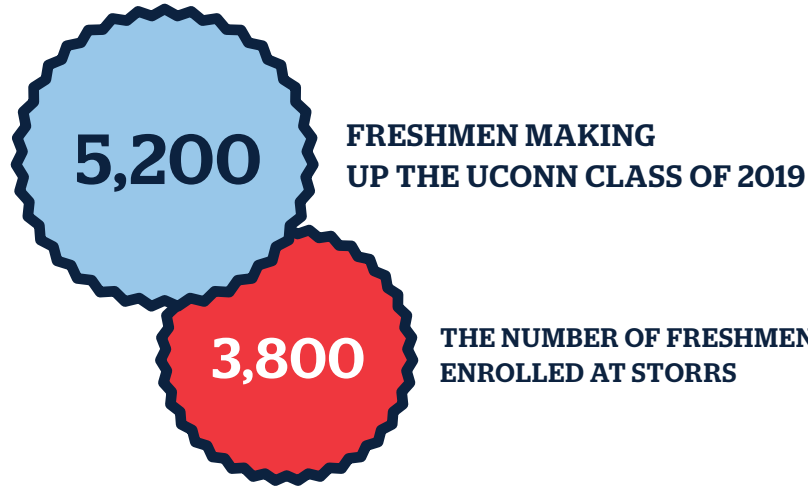 5,200
FRESHMEN MAKING
UP THE UCONN CLASS OF 2019
3,800
THE NUMBER OF FRESHMEN
ENROLLED AT STORRS